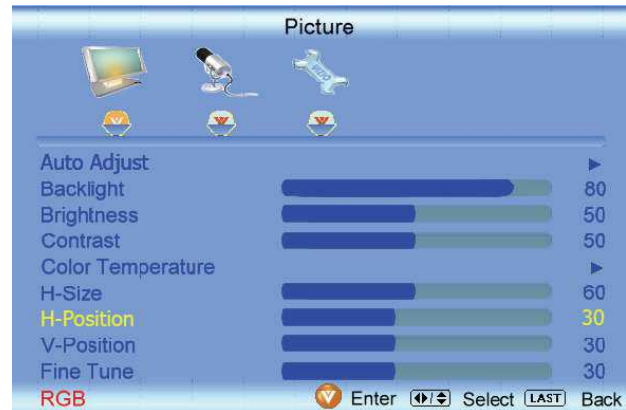 Picture
Auto Adjust
Backlight 80
Brightness 50
Contrast 50
Color Temperature
H-Size 60
H-Position 30
V-Position 30
Fine Tune 30
RGB Enter Select LAST Back